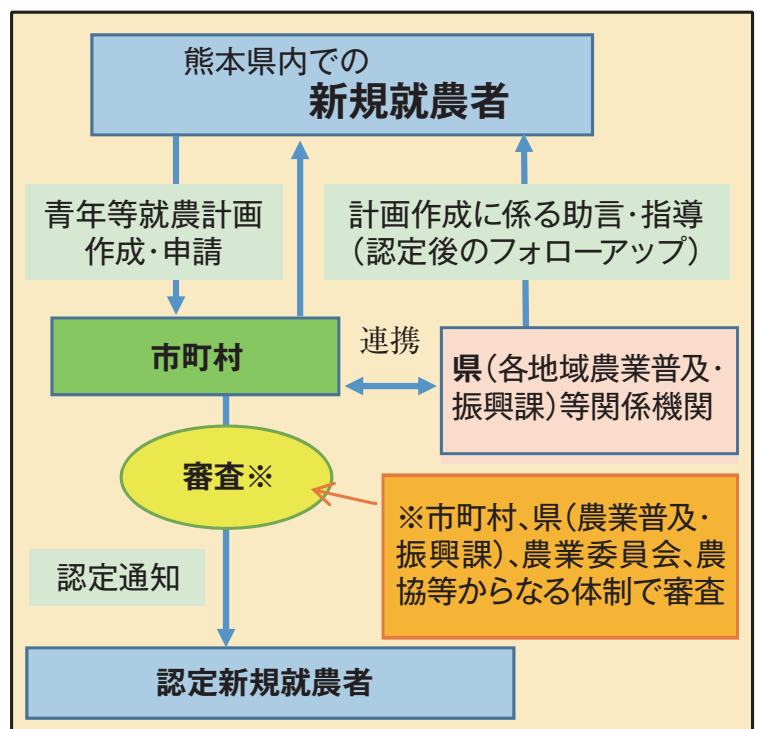 熊本県内での
新規就農者
青年等就農計画
作成・申請
計画作成に係る助言・指導
（認定後のフォローアップ）
市町村
連携
県（各地域農業普及・
振興課）等関係機関
審査※
※市町村、県（農業普及・
振興課）、農業委員会、農
協等からなる体制で審査
認定通知
認定新規就農者